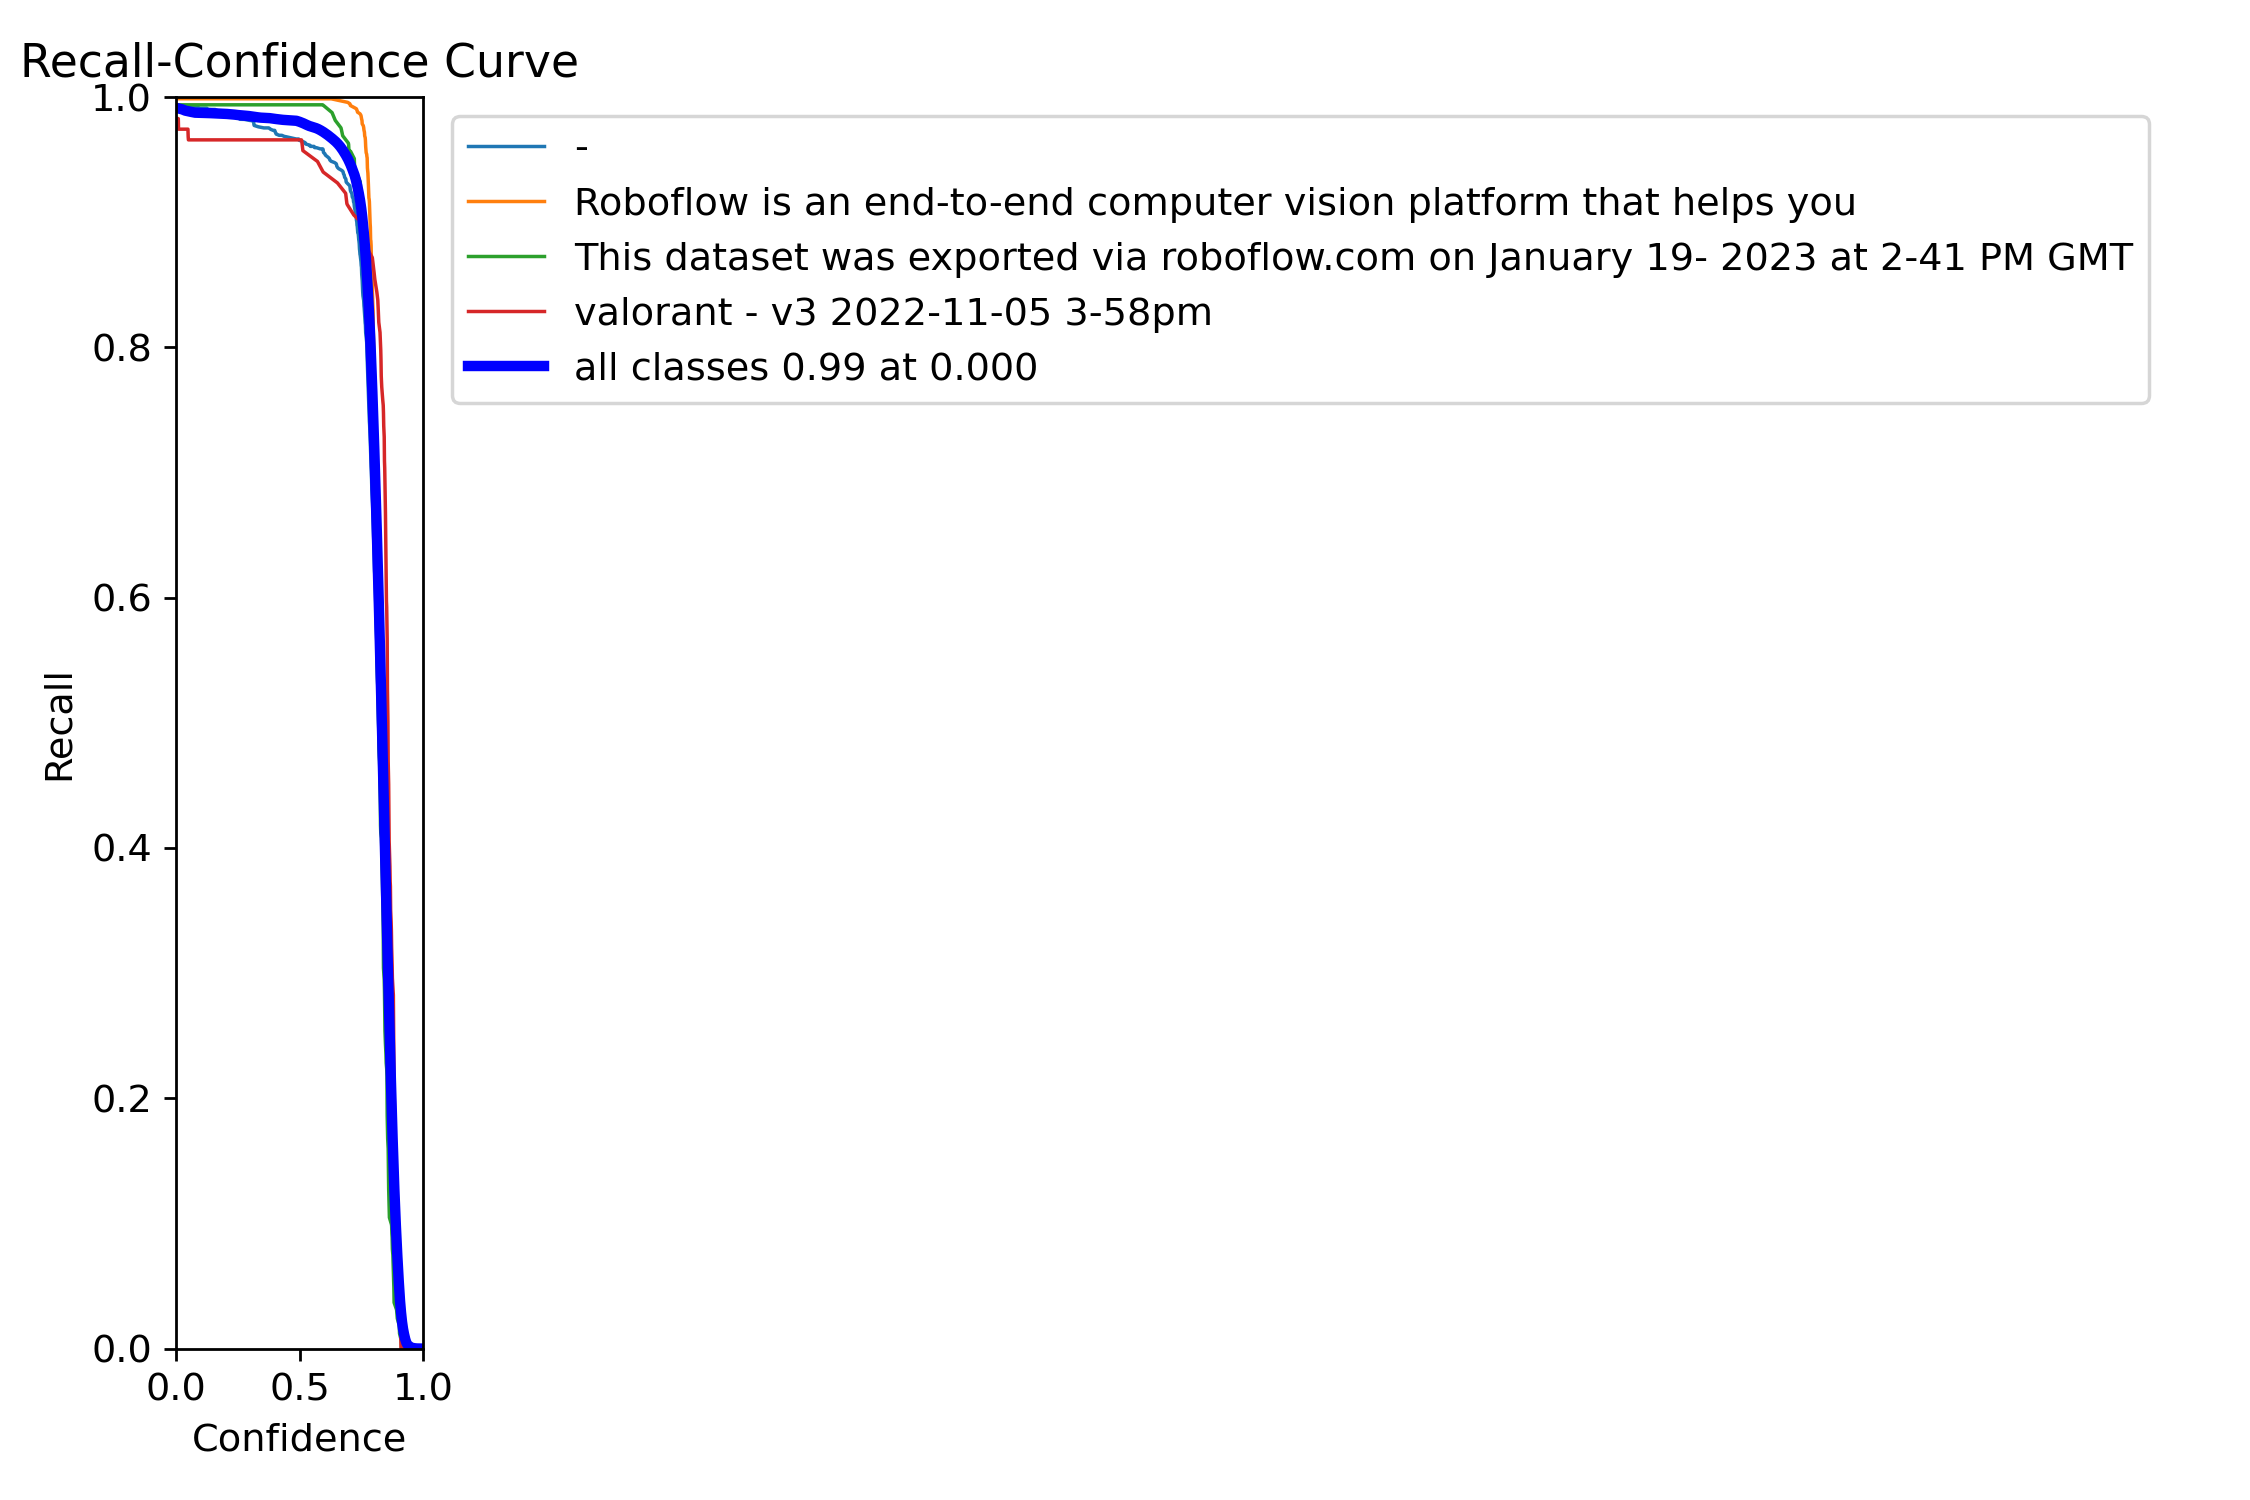 Recall-Confidence Curve
1.0
0.8
0.6
0.4
0.2
0.0
Recall
0.0 0.5 1.0
Confidence
-
Roboflow is an end-to-end computer vision platform that helps you
This dataset was exported via roboflow.com on January 19- 2023 at 2-41 PM GMT
valorant - v3 2022-11-05 3-58pm
all classes 0.99 at 0.000